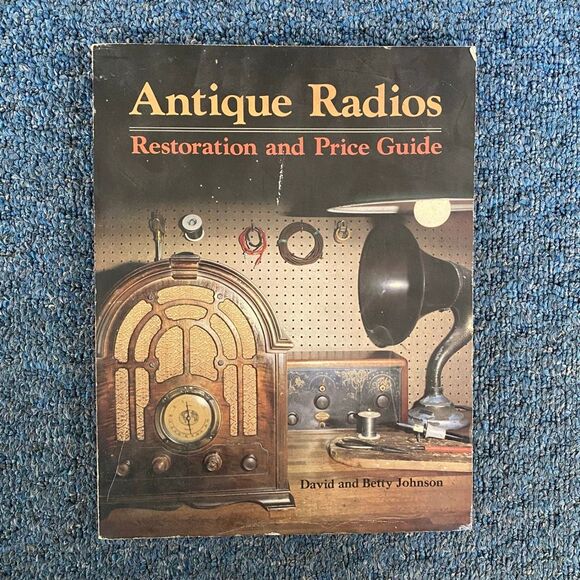 Antique Radios
Restoration and Price Guide
David and Betty Johnson